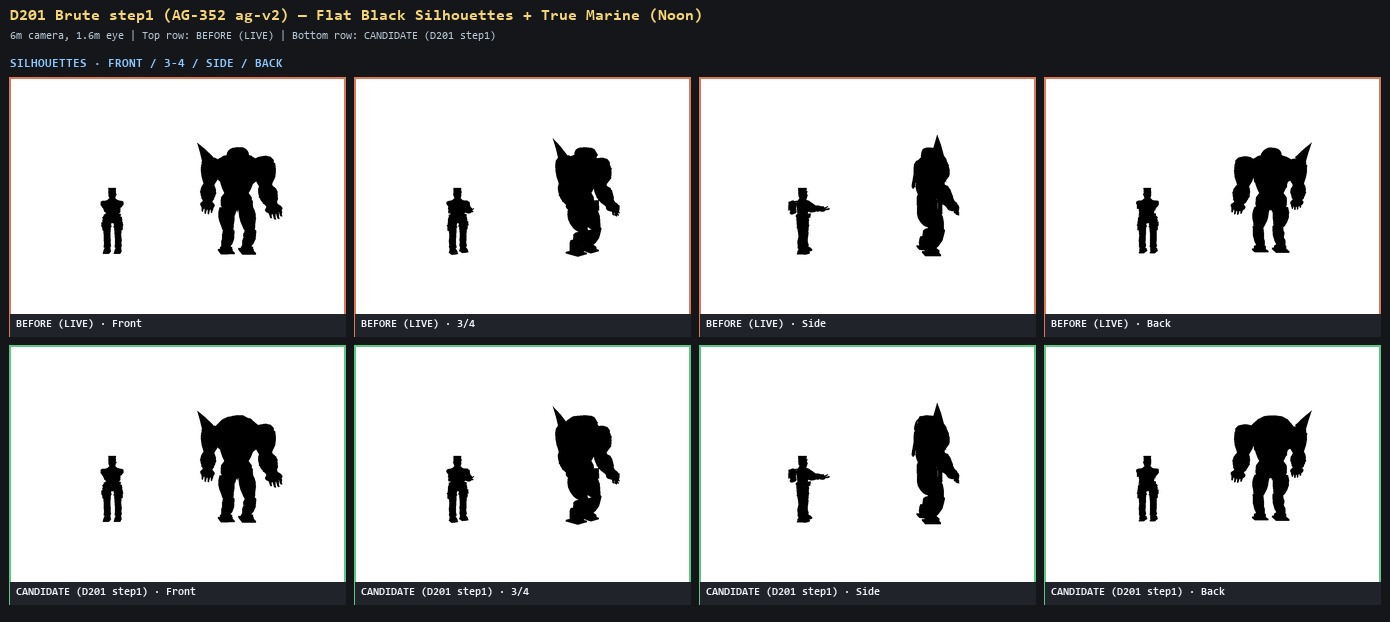 D201 Brute step1 (AG-352 ag-v2) — Flat Black Silhouettes + True Marine (Noon)
6m camera, 1.6m eye | Top row: BEFORE (LIVE) | Bottom row: CANDIDATE (D201 step1)
SILHOUETTES · FRONT / 3-4 / SIDE / BACK
BEFORE (LIVE) · Front
BEFORE (LIVE) · 3/4
BEFORE (LIVE) · Side
BEFORE (LIVE) · Back
CANDIDATE (D201 step1) · Front
CANDIDATE (D201 step1) · 3/4
CANDIDATE (D201 step1) · Side
CANDIDATE (D201 step1) · Back